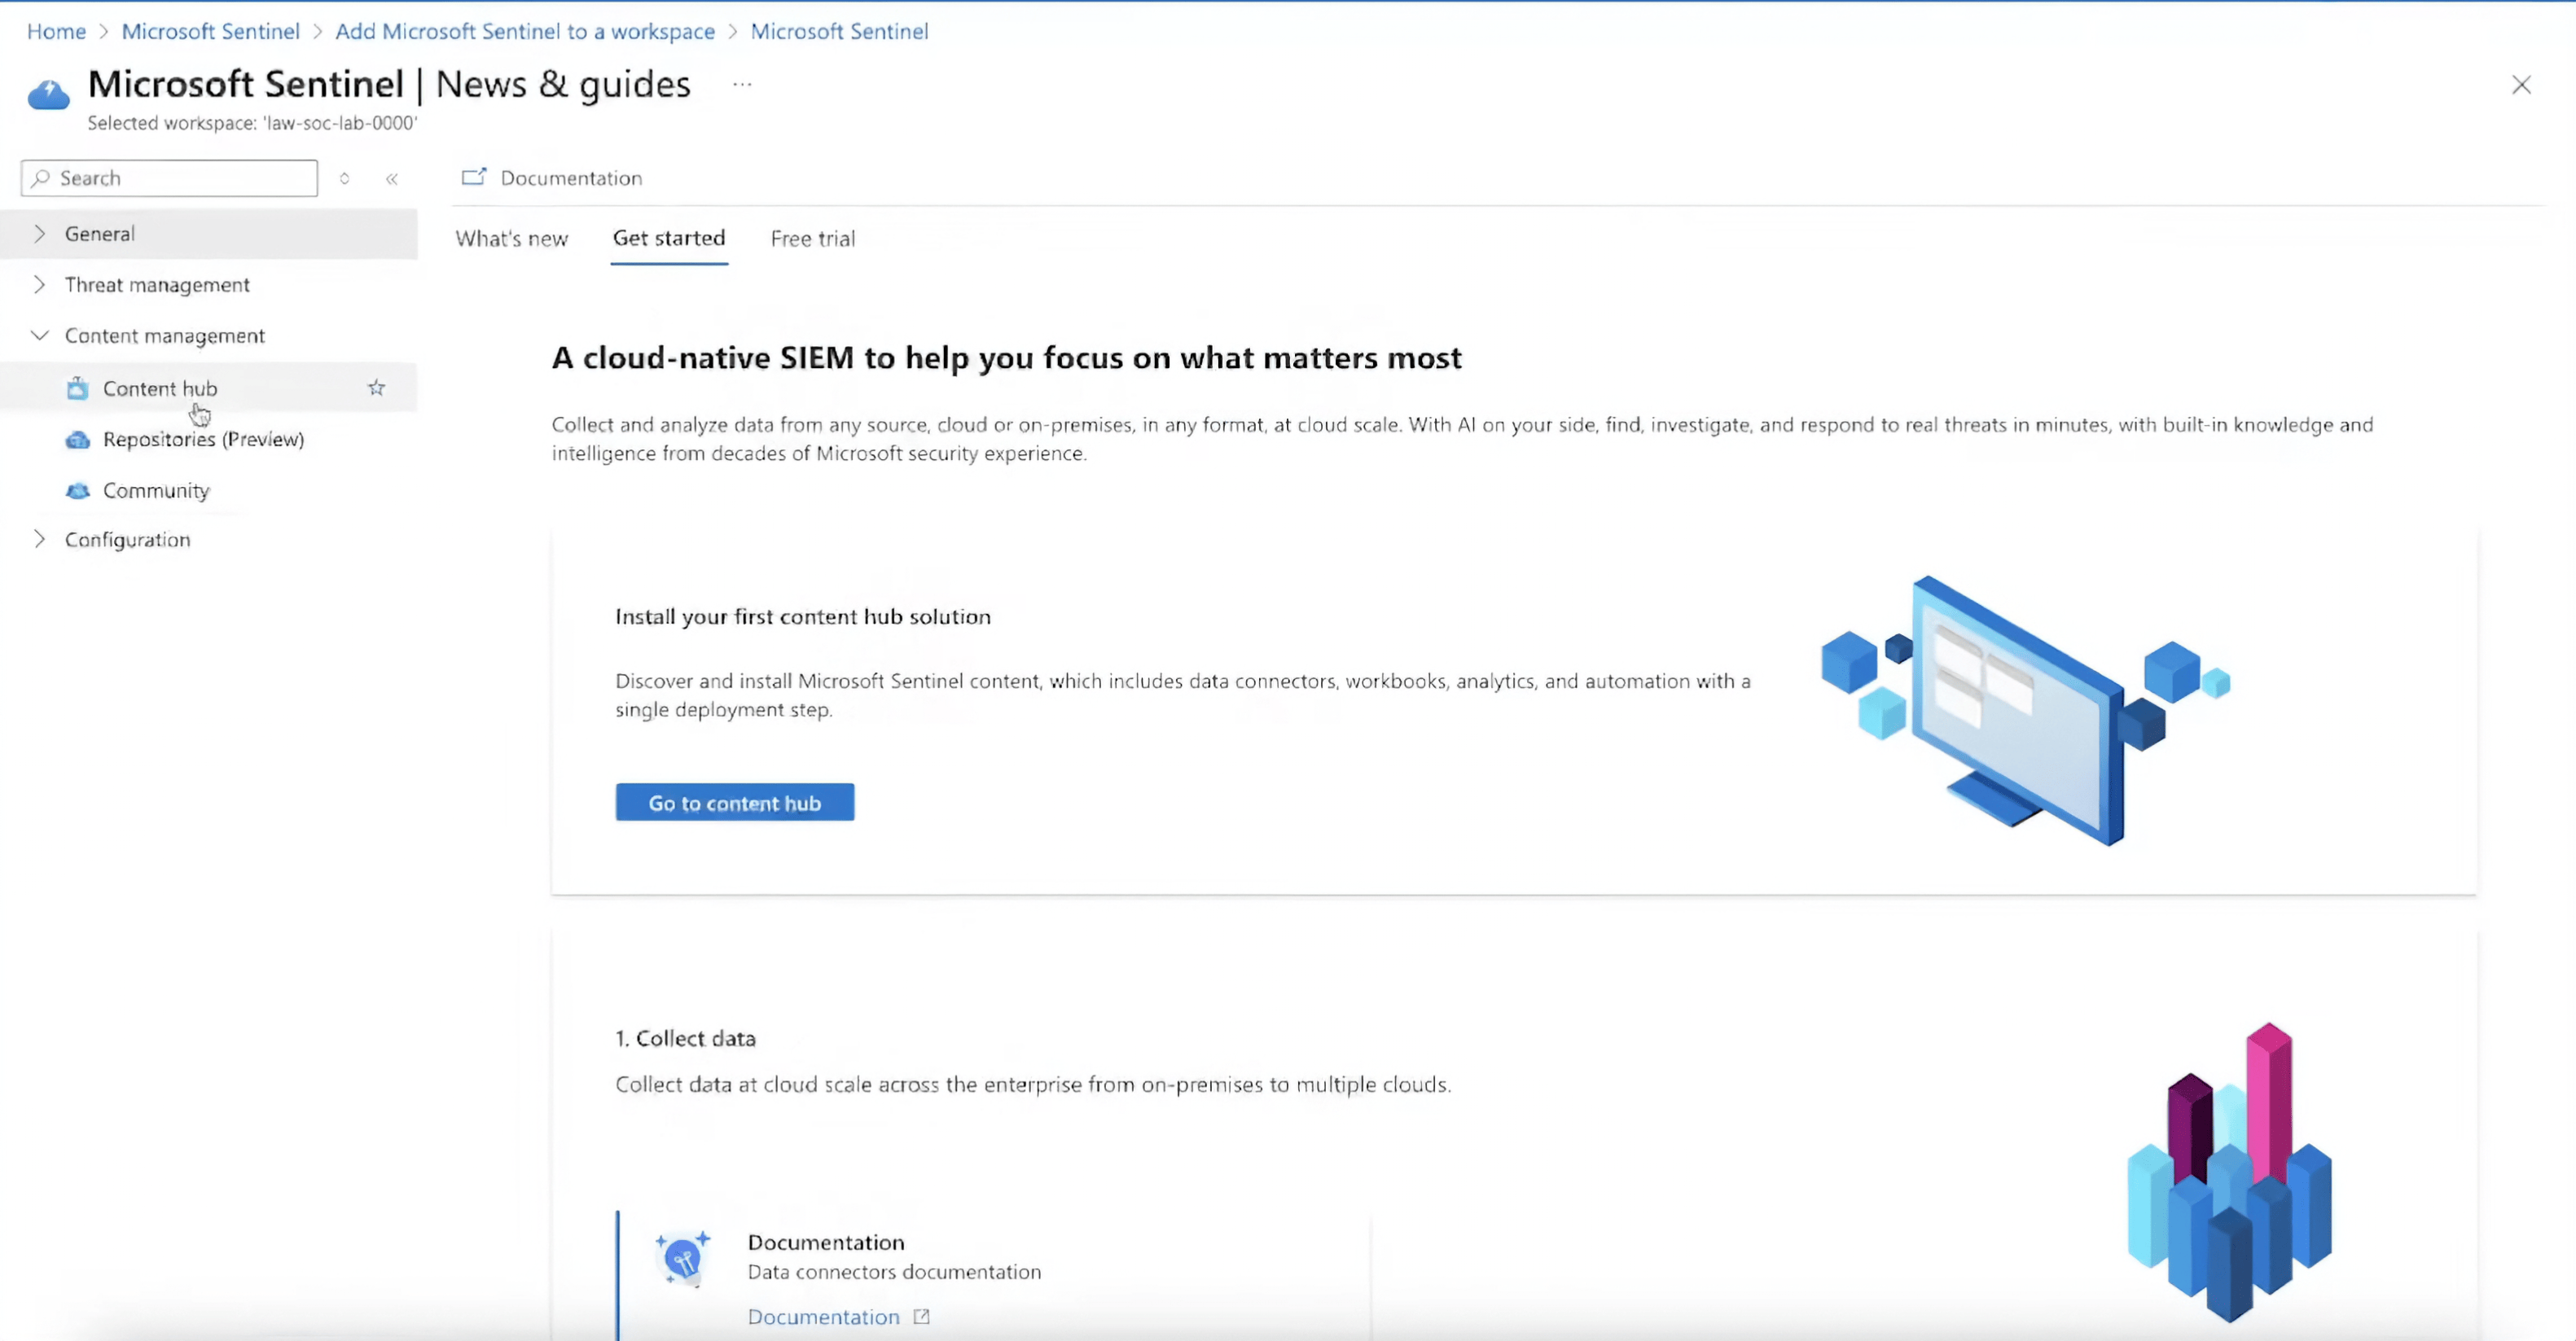 Home > Microsoft Sentinel > Add Microsoft Sentinel to a workspace > Microsoft Sentinel
Microsoft Sentinel | News & guides ...
Selected workspace: 'law-soc-lab-0000'
Search
Documentation
General
What's new
Get started
Free trial
Threat management
Content management
Content hub
Repositories (Preview)
Community
Configuration
A cloud-native SIEM to help you focus on what matters most
Collect and analyze data from any source, cloud or on-premises, in any format, at cloud scale. With AI on your side, find, investigate, and respond to real threats in minutes, with built-in knowledge and
intelligence from decades of Microsoft security experience.
Install your first content hub solution
Discover and install Microsoft Sentinel content, which includes data connectors, workbooks, analytics, and automation with a
single deployment step.
Go to content hub
1. Collect data
Collect data at cloud scale across the enterprise from on-premises to multiple clouds.
Documentation
Data connectors documentation
Documentation